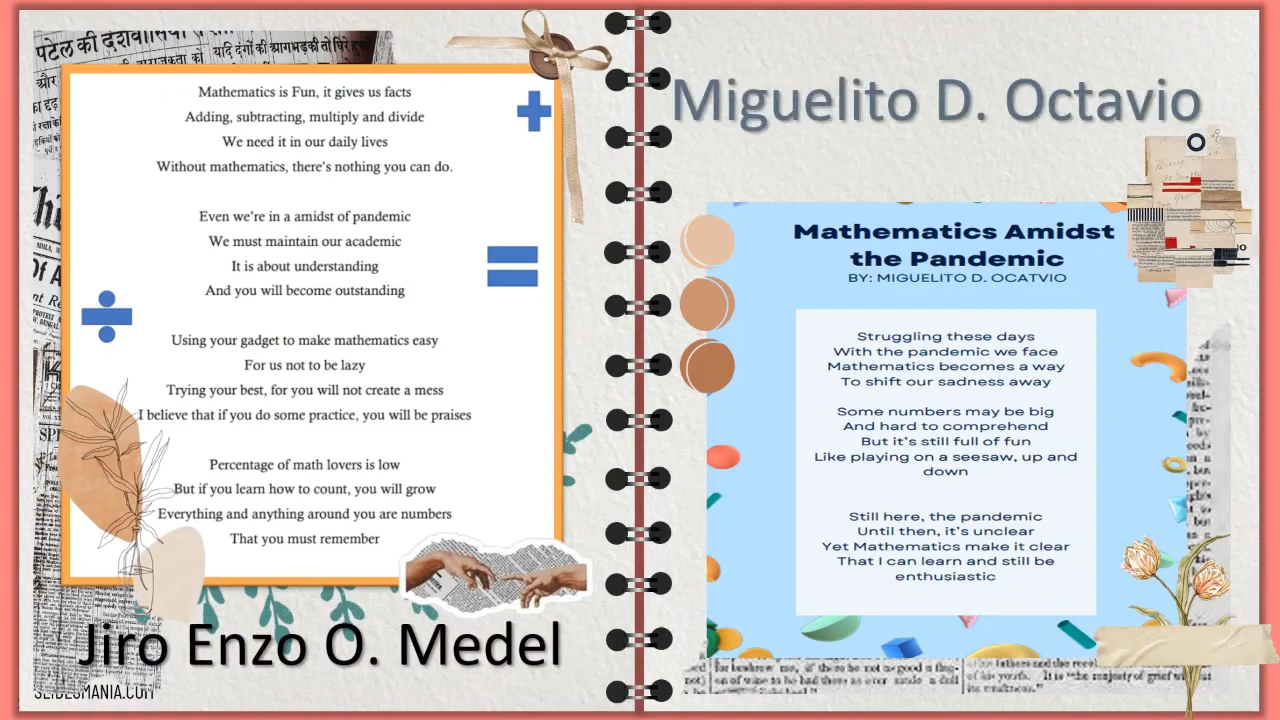 पटेल की दशवासियों
यदि दंगों की आग भड़की तो घिरे
Mathematics is Fun, it gives us facts
Adding, subtracting, multiply and divide
We need it in our daily lives
Without mathematics, there's nothing you can do.
Even we're in a amidst of pandemic
We must maintain our academic
It is about understanding
And you will become outstanding
Using your gadget to make mathematics easy
For us not to be lazy
Trying your best, for you will not create a mess
I believe that if you do some practice, you will be praises
Percentage of math lovers is low
But if you learn how to count, you will grow
Everything and anything around you are numbers
That you must remember
Jiro Enzo O. Medel
SLIDESMANIA.COM
Miguelito D. Octavio
Mathematics Amidst
the Pandemic
BY: MIGUELITO D. OCATVIO
Struggling these days
With the pandemic we face
Mathematics becomes a way
To shift our sadness away
Some numbers may be big
And hard to comprehend
But it's still full of fun
Like playing on a seesaw, up and
down
Still here, the pandemic
Until then, it's unclear
Yet Mathematics make it clear
That I can learn and still be
enthusiastic